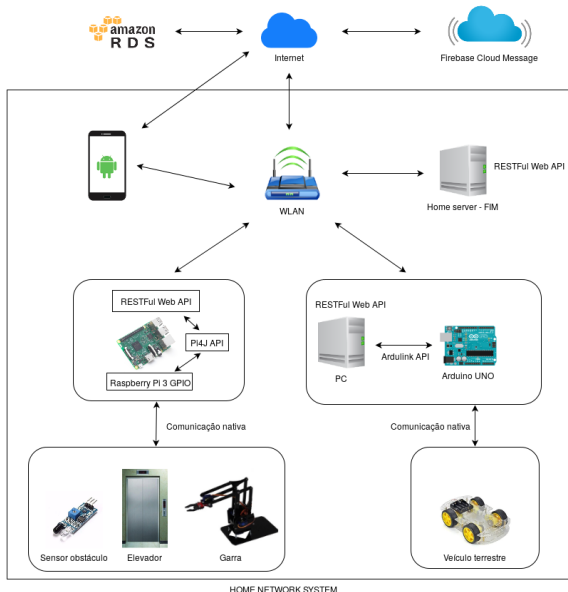 amazon
RDS
Internet
Firebase Cloud Message
RESTFul Web API
Home server - FIM
WLAN
RESTFul Web API
Pi4J API
Raspberry Pi 3 GPIO
RESTFul Web API
Ardulink API
PC
Arduino UNO
Comunicação nativa
Comunicação nativa
Sensor obstáculo
Elevador
Garra
Veículo terrestre
HOME NETWORK SYSTEM